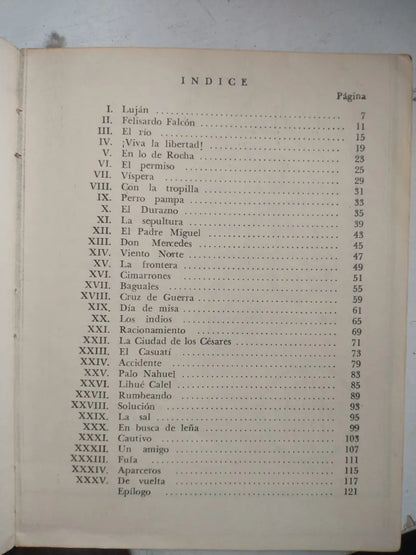 INDICE
Página
I. Luján 7
II. Felisardo Falcón 11
III. El río 15
IV. ¡Viva la libertad! 19
V. En lo de Rocha 23
VI. El permiso 25
VII. Víspera 29
VIII. Con la tropilla 31
IX. Perro pampa 33
X. El Durazno 35
XI. La sepultura 39
XII. El Padre Miguel 43
XIII. Don Mercedes 45
XIV. Viento Norte 47
XV. La frontera 49
XVI. Cimarrones 51
XVII. Baguales 55
XVIII. Cruz de Guerra 59
XIX. Día de misa 61
XX. Los indios 65
XXI. Racionamiento 69
XXII. La Ciudad de los Césares 71
XXIII. El Casuatí 73
XXIV. Accidente 79
XXV. Palo Nahuel 83
XXVI. Lihué Calel 85
XXVII. Rumbeando 89
XXVIII. Solución 93
XXIX. La sal 95
XXX. En busca de leña 99
XXXI. Cautivo 103
XXXII. Un amigo 107
XXXIII. Fufa 111
XXXIV. Aparceros 115
XXXV. De vuelta 117
Epílogo 121